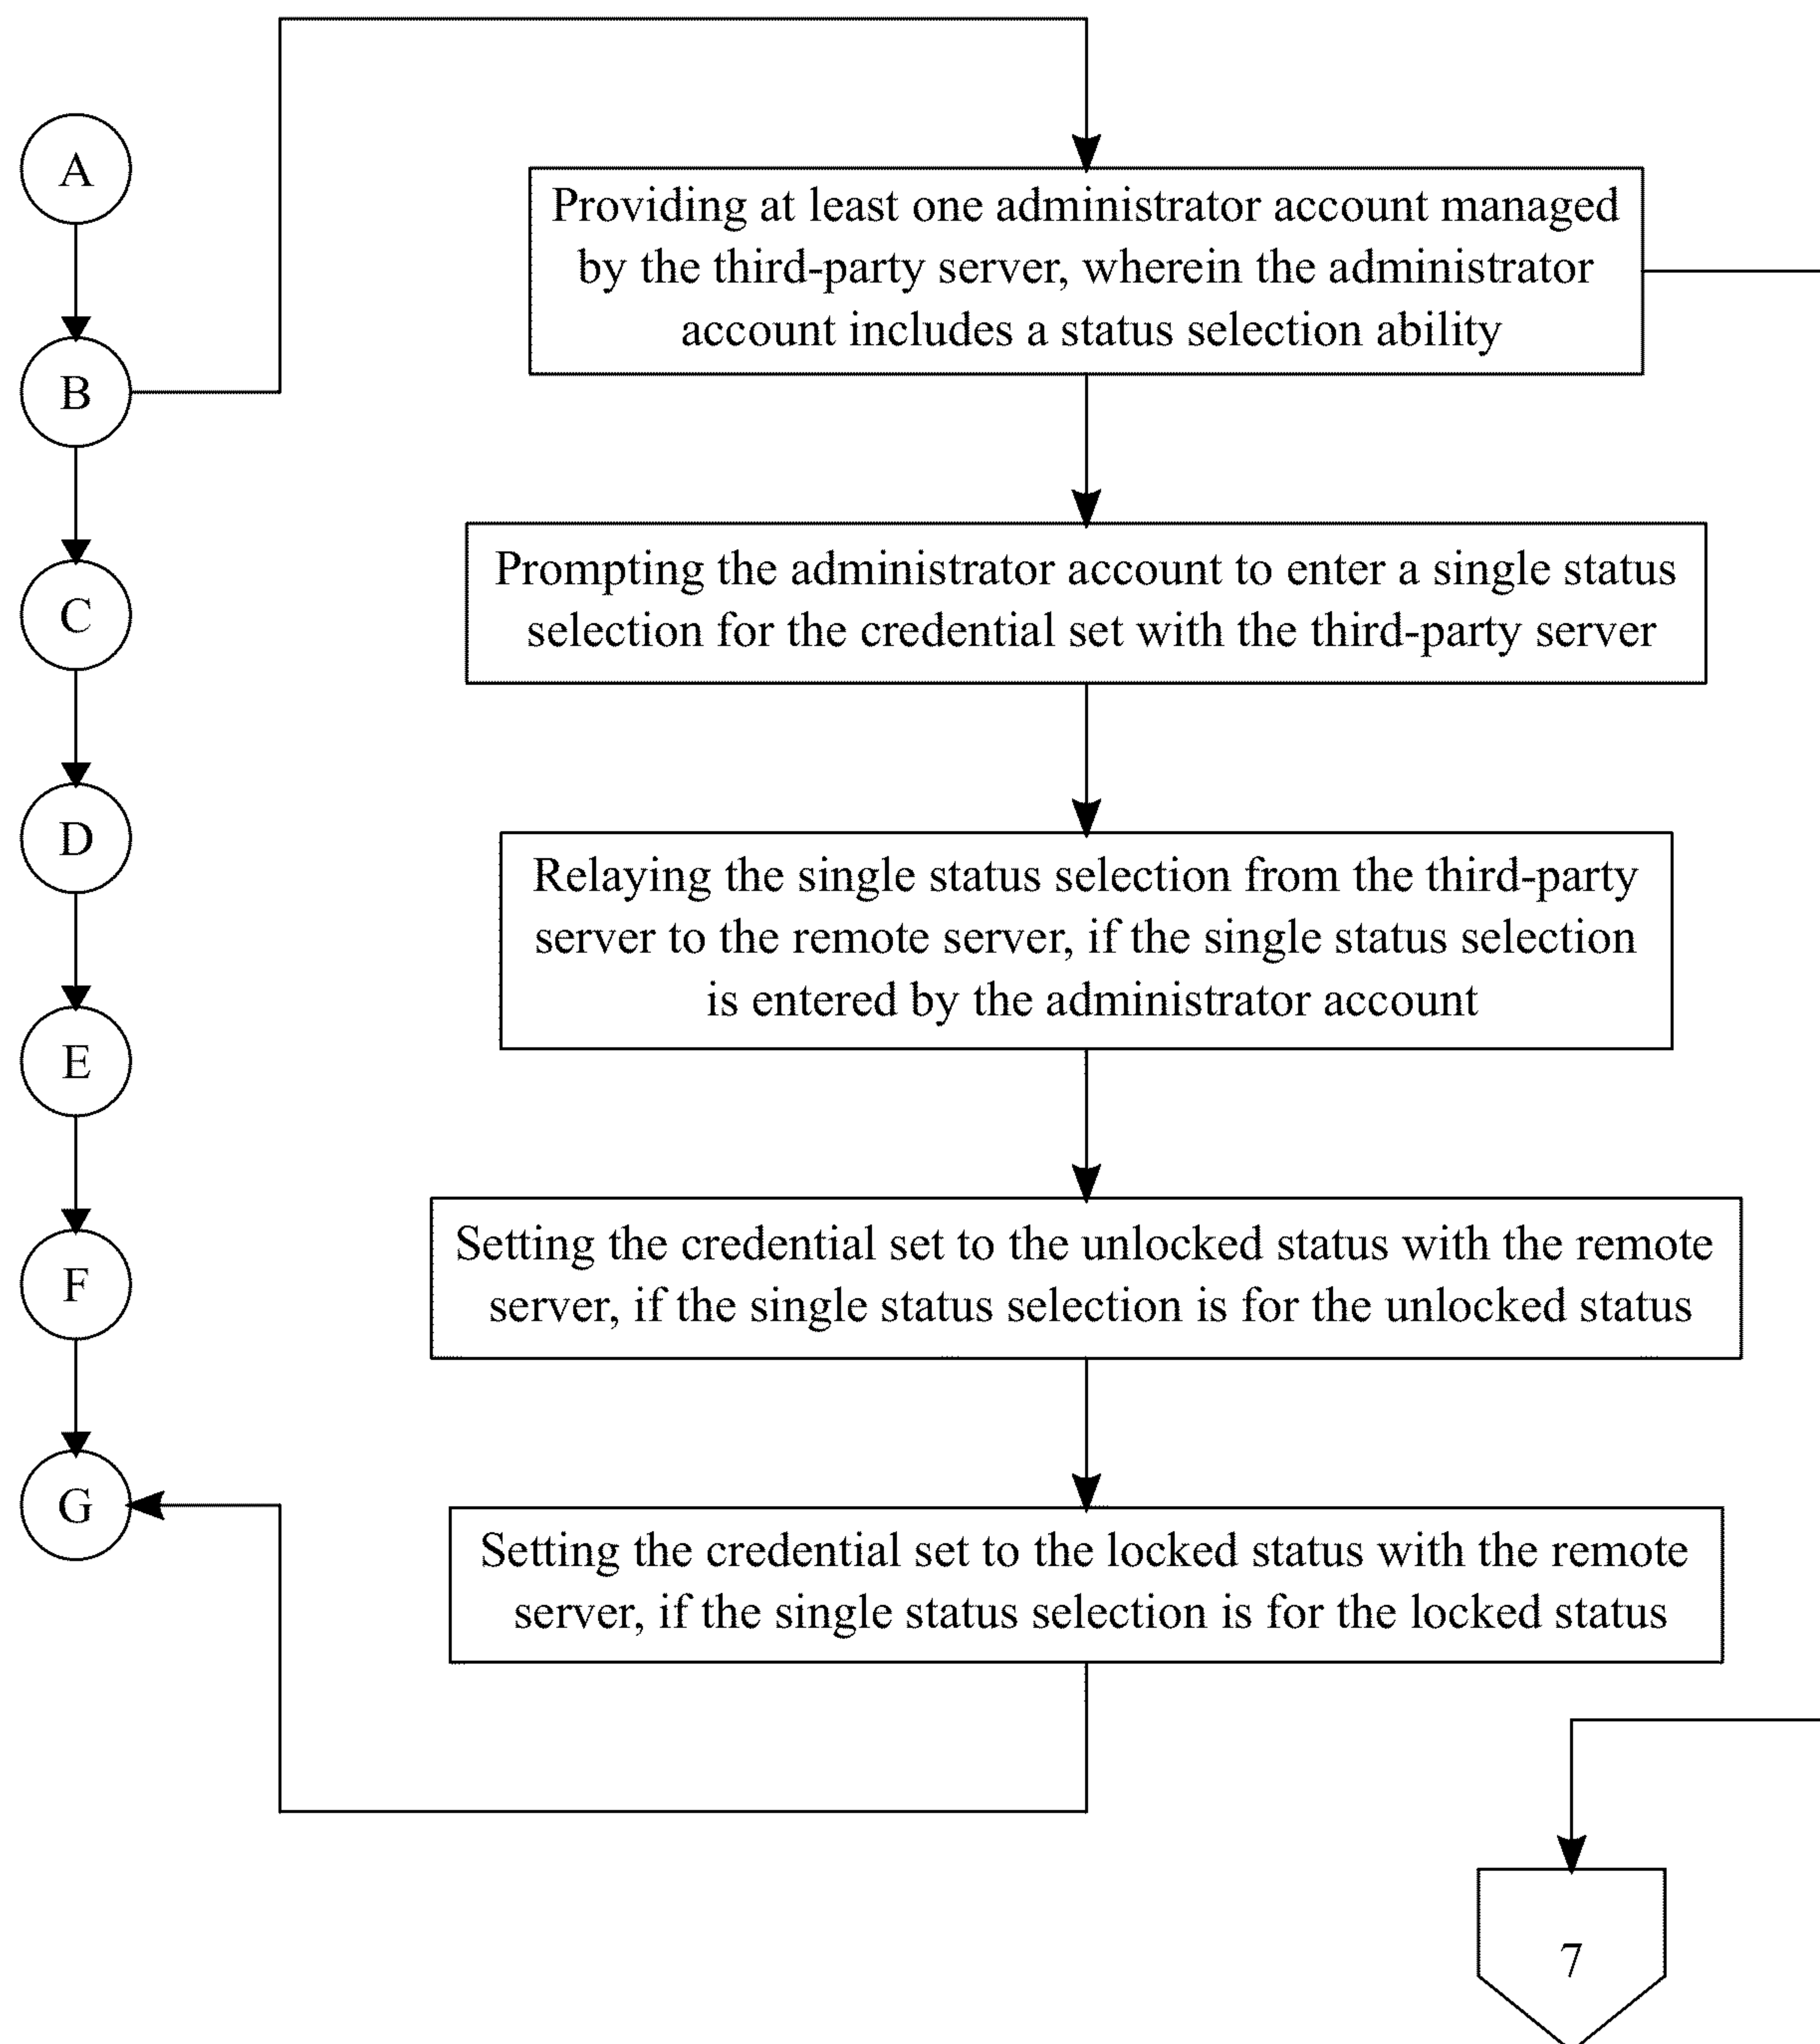 A
B
C
D
E
F
G
Providing at least one administrator account managed
by the third-party server, wherein the administrator
account includes a status selection ability
Prompting the administrator account to enter a single status
selection for the credential set with the third-party server
Relaying the single status selection from the third-party
server to the remote server, if the single status selection
is entered by the administrator account
Setting the credential set to the unlocked status with the remote
server, if the single status selection is for the unlocked status
Setting the credential set to the locked status with the remote
server, if the single status selection is for the locked status
7